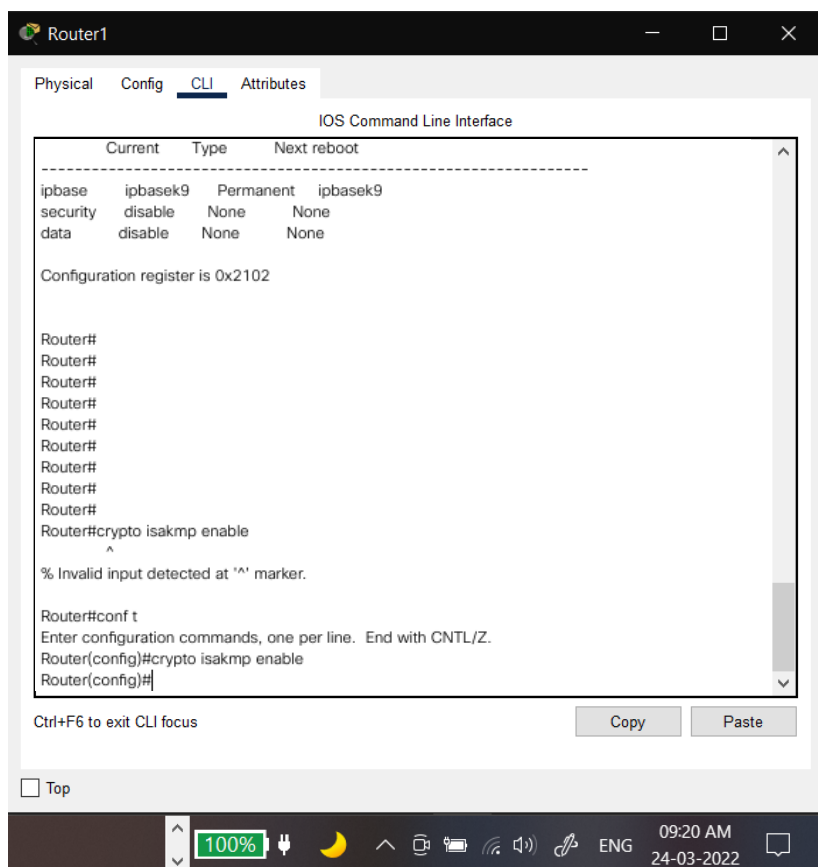 Router1
Physical Config CLI Attributes
IOS Command Line Interface
Current Type Next reboot
-----------------------------------------------------------------
ipbase ipbasek9 Permanent ipbasek9
security disable None None
data disable None None
Configuration register is 0x2102
Router#
Router#
Router#
Router#
Router#
Router#
Router#
Router#
Router#
Router#crypto isakmp enable
^
% Invalid input detected at '^' marker.
Router#conf t
Enter configuration commands, one per line. End with CNTL/Z.
Router(config)#crypto isakmp enable
Router(config)#
Ctrl+F6 to exit CLI focus
Copy Paste
Top
100% ENG 09:20 AM
24-03-2022